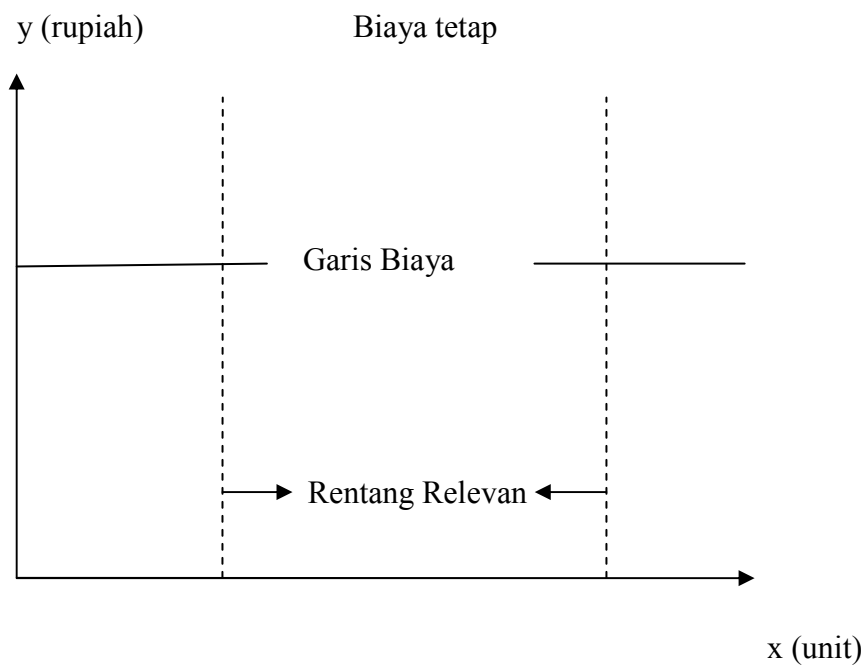 y (rupiah) Biaya tetap
Garis Biaya
Rentang Relevan
x (unit)